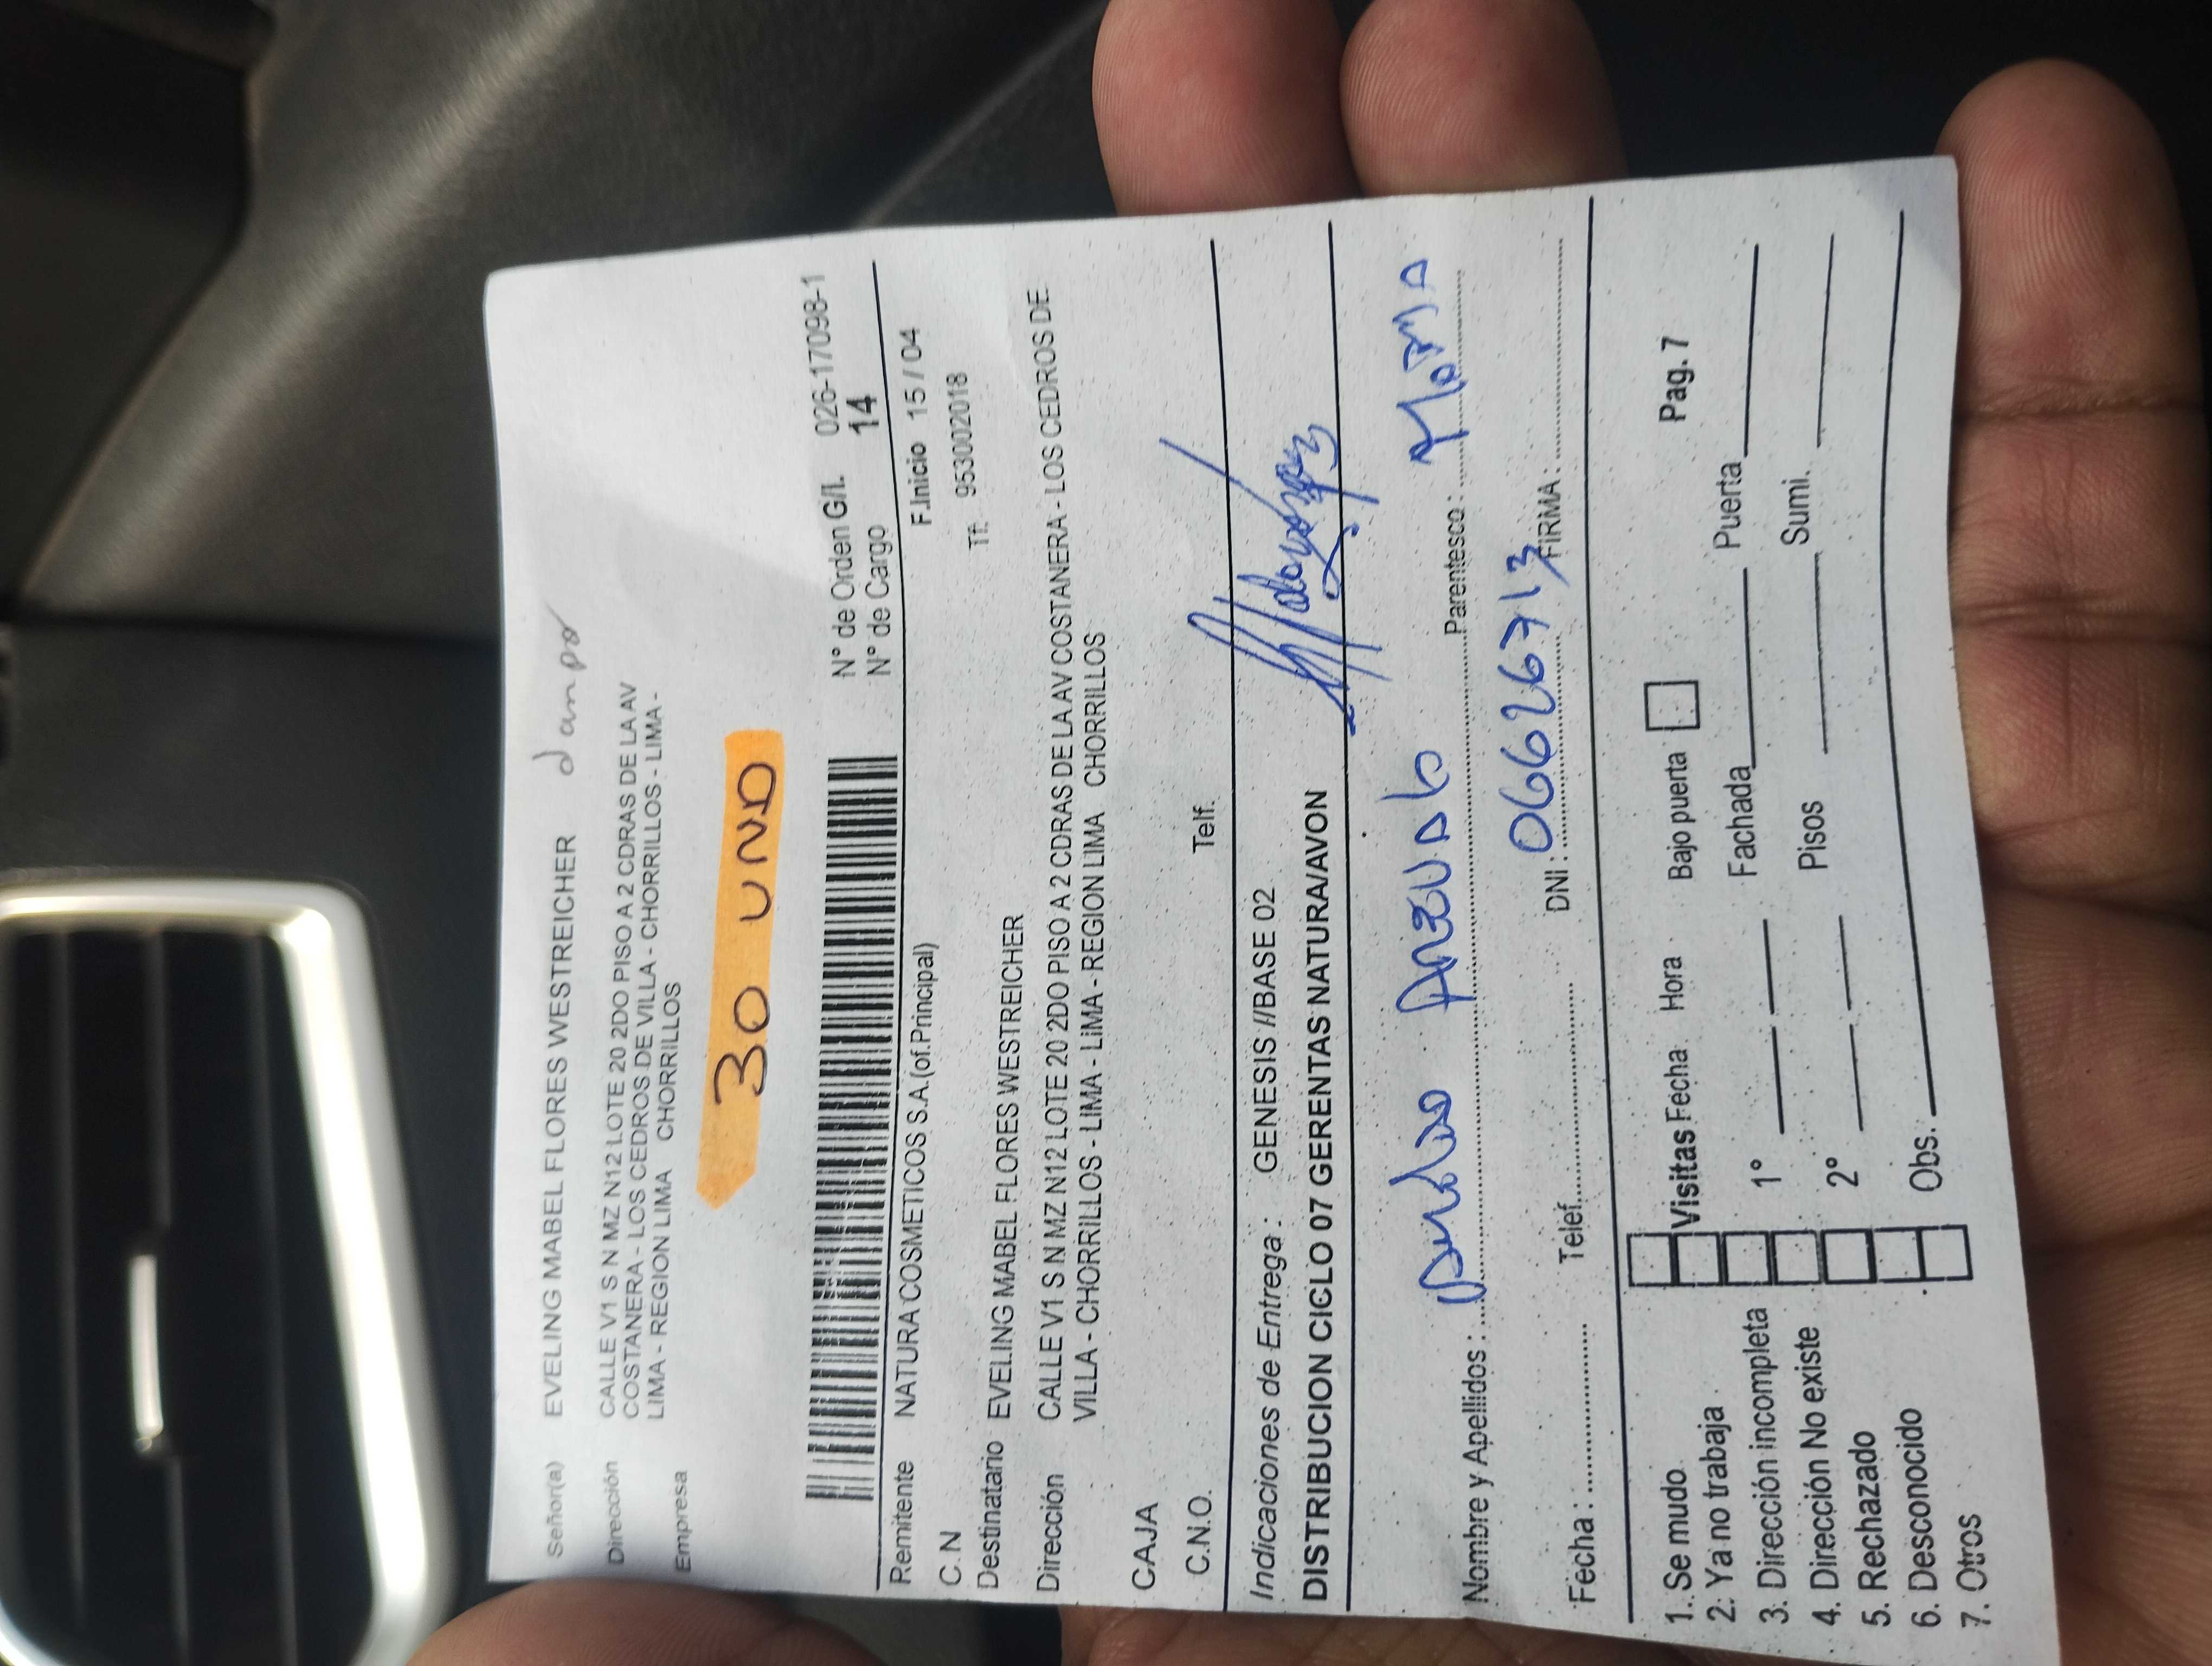 Señor(a) EVELING MABEL FLORES WESTREICHER
Dirección CALLE V1 S N MZ N12 LOTE 20 2DO PISO A 2 CDRAS DE LA AV
COSTANERA - LOS CEDROS DE VILLA - CHORRILLOS - LIMA -
LIMA - REGION LIMA CHORRILLOS
Empresa
30 UND
N° de Orden G/I. 026-17098-1
N° de Cargo 14
Remitente NATURA COSMETICOS S.A.(of.Principal)
F.Inicio 15 / 04
C.N
Tf. 953002018
Destinatario EVELING MABEL FLORES WESTREICHER
Dirección CALLE V1 S N MZ N12 LOTE 20 2DO PISO A 2 CDRAS DE LA AV COSTANERA - LOS CEDROS DE
VILLA - CHORRILLOS - LIMA - LIMA - REGION LIMA CHORRILLOS
CAJA
C.N.O. Telf.
Indicaciones de Entrega : GENESIS //BASE 02
DISTRIBUCION CICLO 07 GERENTAS NATURA/AVON
Nombre y Apellidos : Parentesco :
Fecha : Telef. DNI : 06626713 FIRMA :
1. Se mudo
2. Ya no trabaja
3. Dirección incompleta
4. Dirección No existe
5. Rechazado
6. Desconocido
7. Otros
Visitas Fecha Hora Bajo puerta Pag. 7
1° Fachada Puerta
2° Pisos Sumi.
Obs.